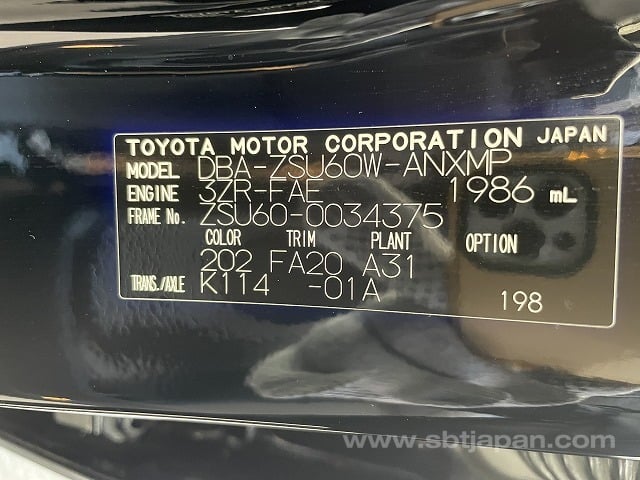 TOYOTA MOTOR CORPORATION JAPAN
MODEL DBA-ZSU60W-ANXMP
ENGINE 3ZR-FAE 1986 mL
FRAME No. ZSU60-0034375
COLOR TRIM PLANT OPTION
202 FA20 A31
TRANS./AXLE K114 -01A 198
www.sbtjapan.com